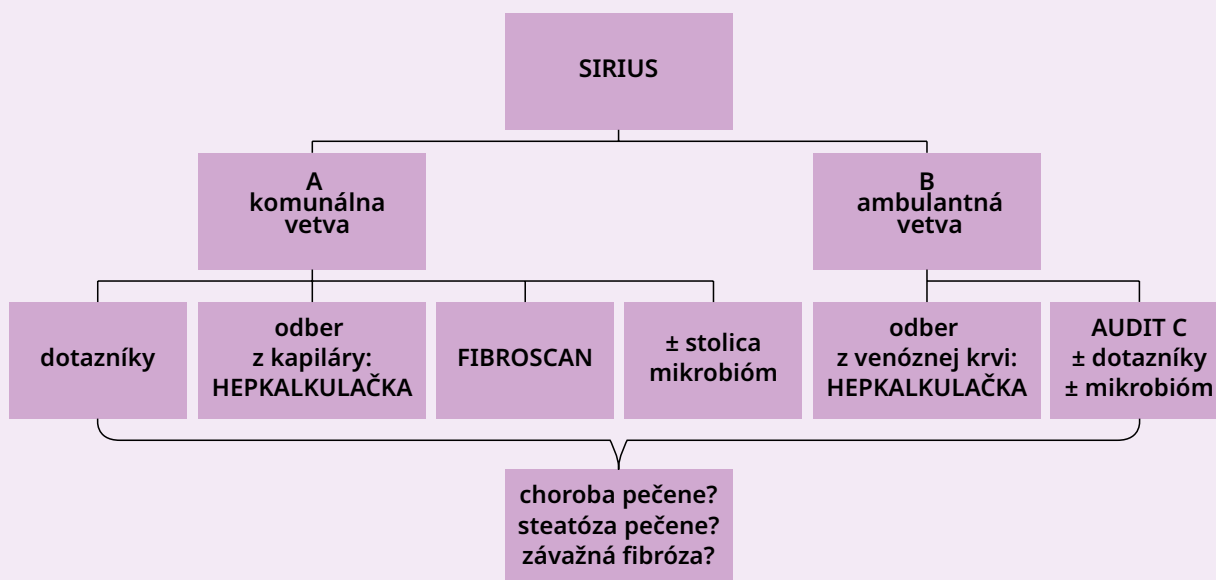 SIRIUS
A
komunálna
vetva
B
ambulantná
vetva
dotazníky
odber
z kapiláry:
HEPKALKULAČKA
FIBROSCAN
± stolica
mikrobióm
odber
z venóznej krvi:
HEPKALKULAČKA
AUDIT C
± dotazníky
± mikrobióm
choroba pečene?
steatóza pečene?
závažná fibróza?